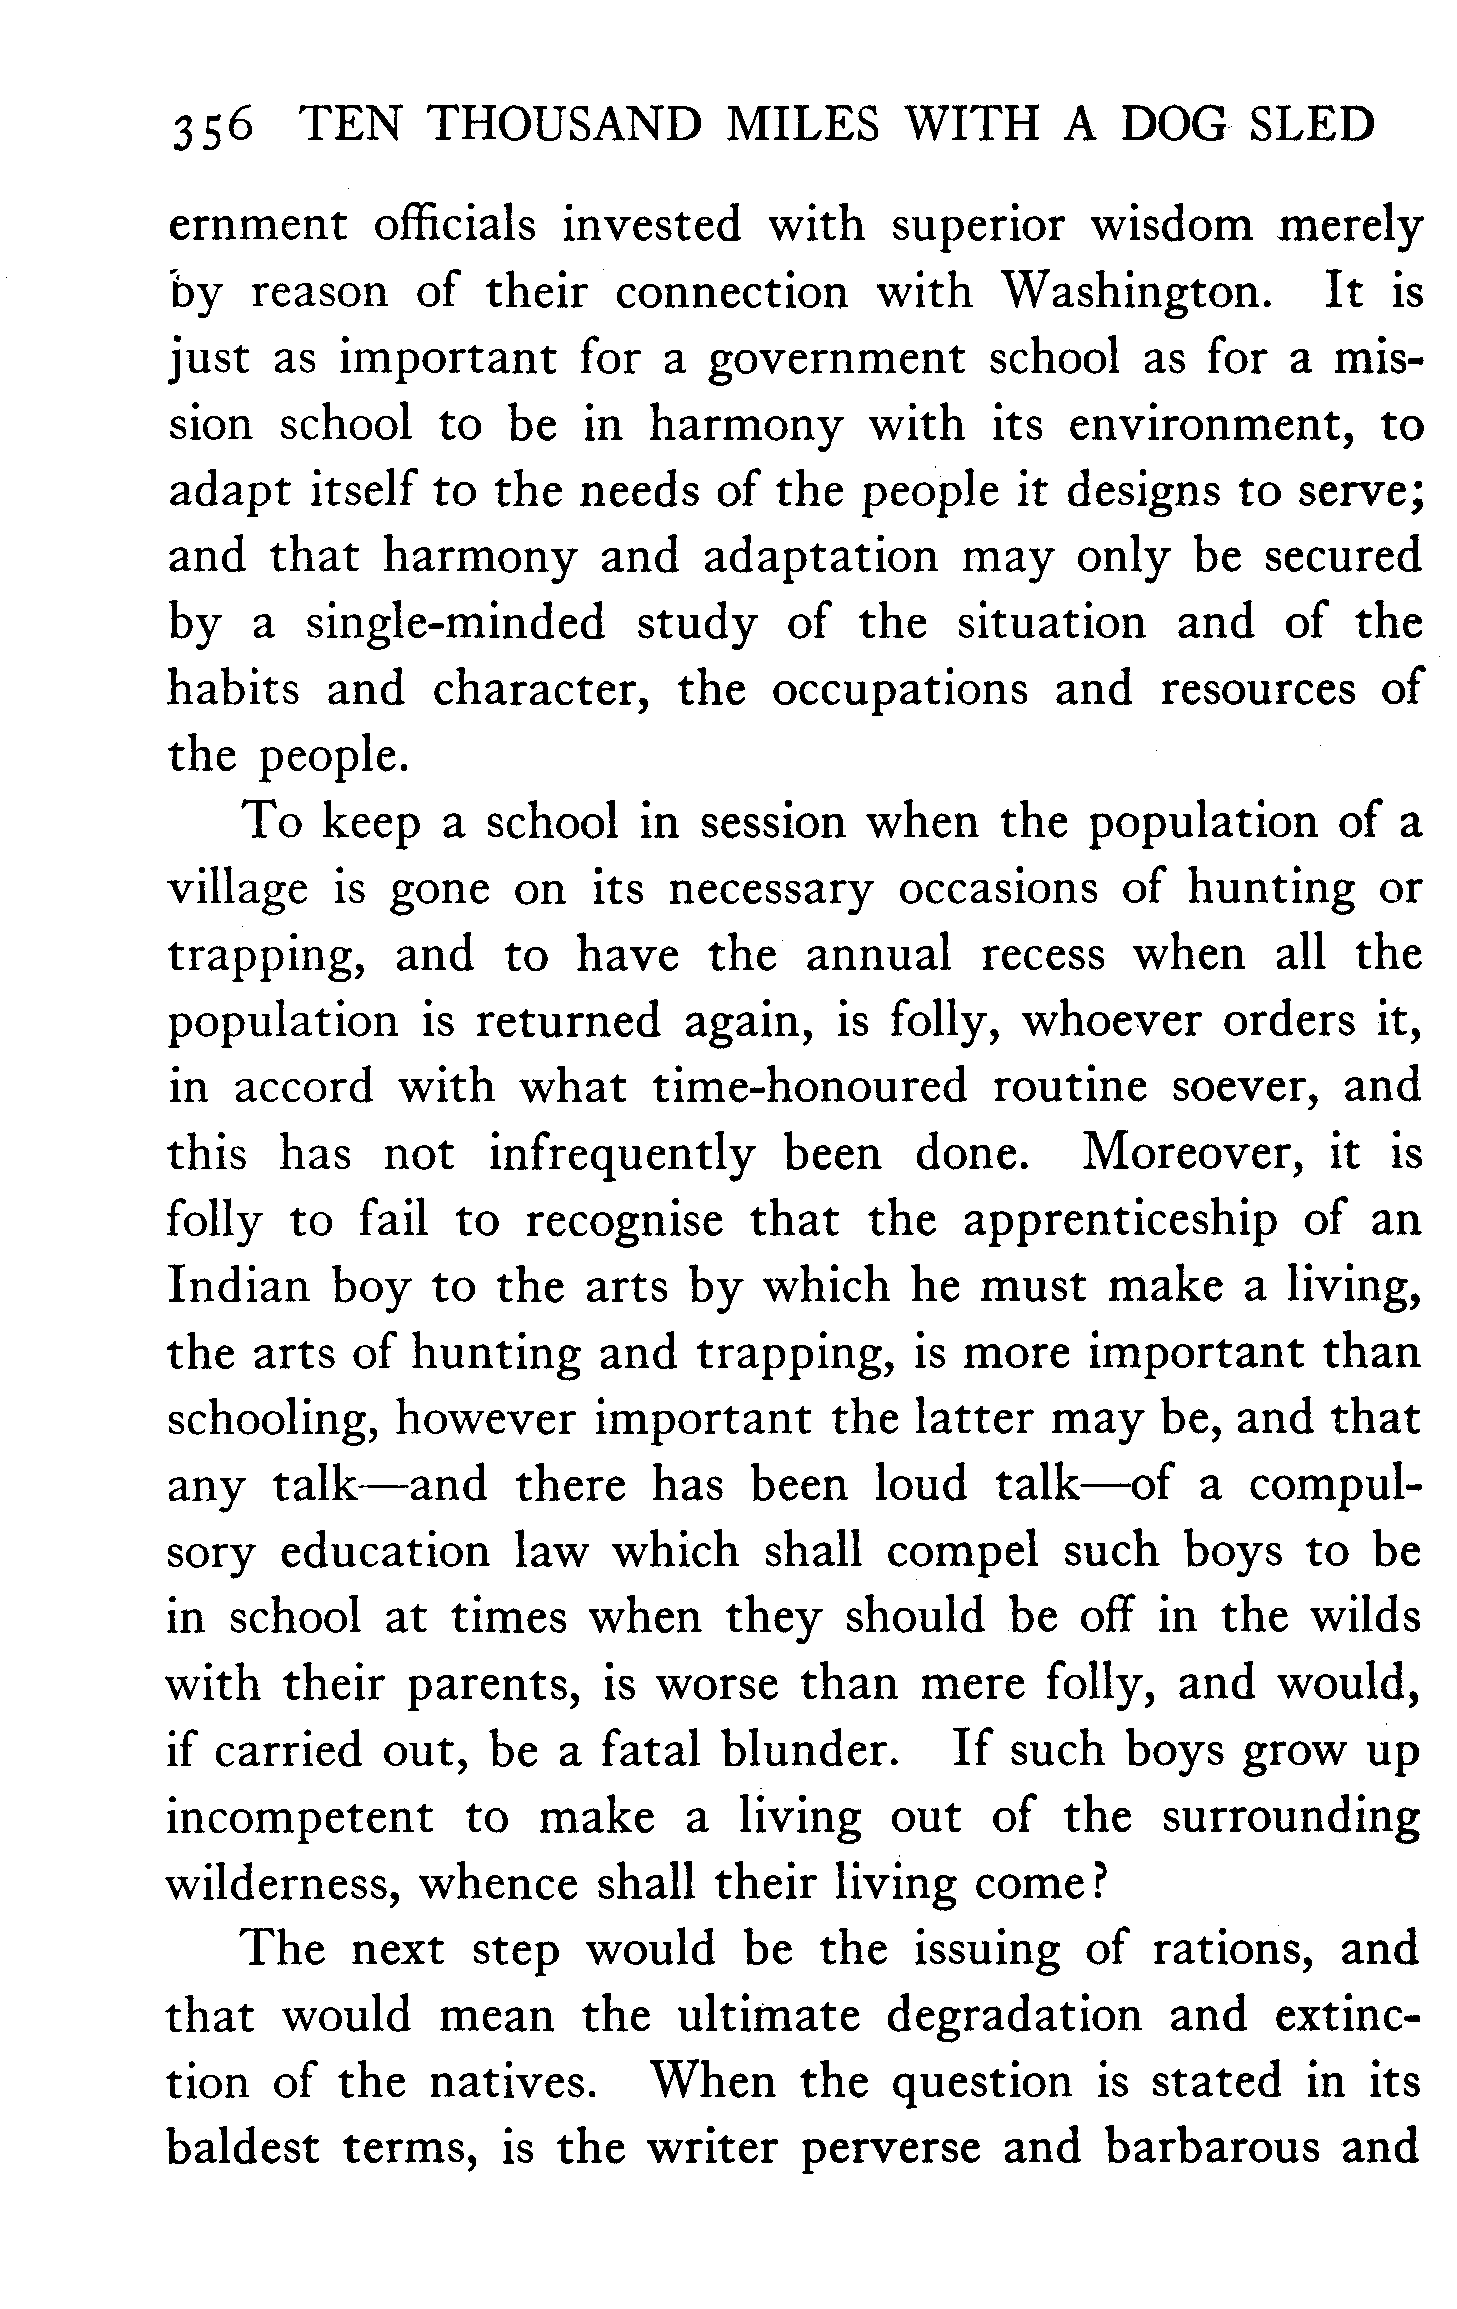 356 TEN THOUSAND MILES WITH A DOG SLED
ernment officials invested with superior wisdom merely
by reason of their connection with Washington. It is
just as important for a government school as for a mis-
sion school to be in harmony with its environment, to
adapt itself to the needs of the people it designs to serve;
and that harmony and adaptation may only be secured
by a single-minded study of the situation and of the
habits and character, the occupations and resources of
the people.
To keep a school in session when the population of a
village is gone on its necessary occasions of hunting or
trapping, and to have the annual recess when all the
population is returned again, is folly, whoever orders it,
in accord with what time-honoured routine soever, and
this has not infrequently been done. Moreover, it is
folly to fail to recognise that the apprenticeship of an
Indian boy to the arts by which he must make a living,
the arts of hunting and trapping, is more important than
schooling, however important the latter may be, and that
any talk—and there has been loud talk—of a compul-
sory education law which shall compel such boys to be
in school at times when they should be off in the wilds
with their parents, is worse than mere folly, and would,
if carried out, be a fatal blunder. If such boys grow up
incompetent to make a living out of the surrounding
wilderness, whence shall their living come?
The next step would be the issuing of rations, and
that would mean the ultimate degradation and extinc-
tion of the natives. When the question is stated in its
baldest terms, is the writer perverse and barbarous and